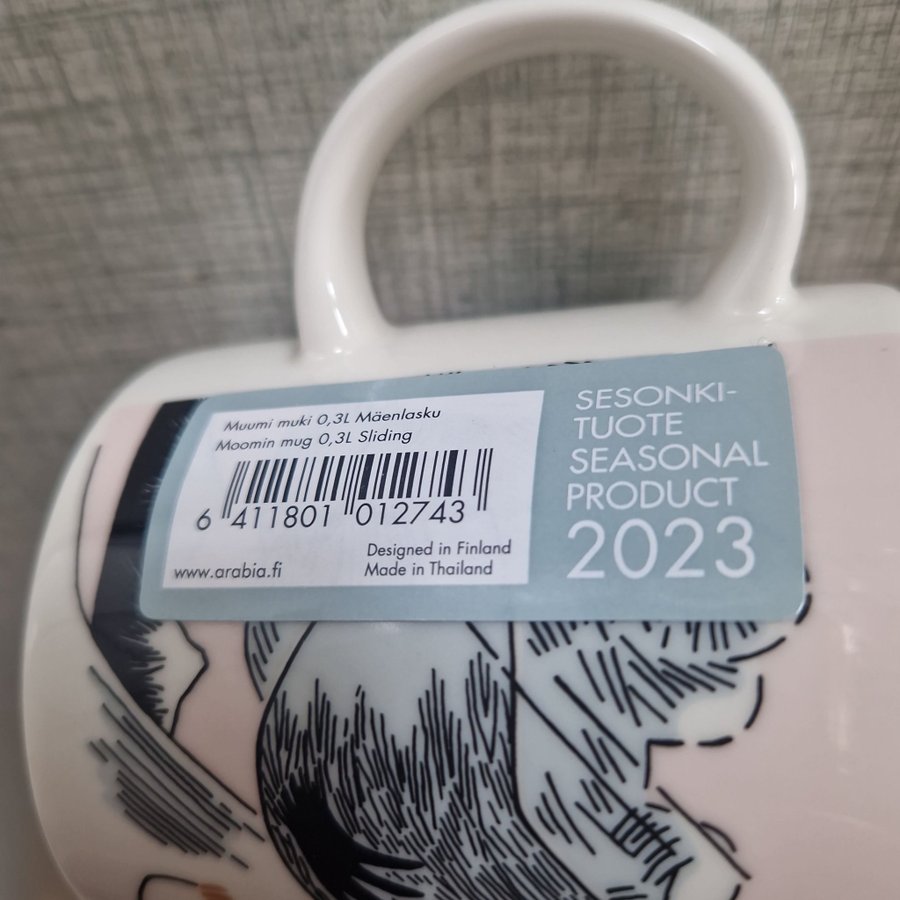 Muumi muki 0,3L Mäenlasku
Moomin mug 0,3L Sliding
6 411801 012743
Designed in Finland
www.arabia.fi Made in Thailand
SESONKI-
TUOTE
SEASONAL
PRODUCT
2023